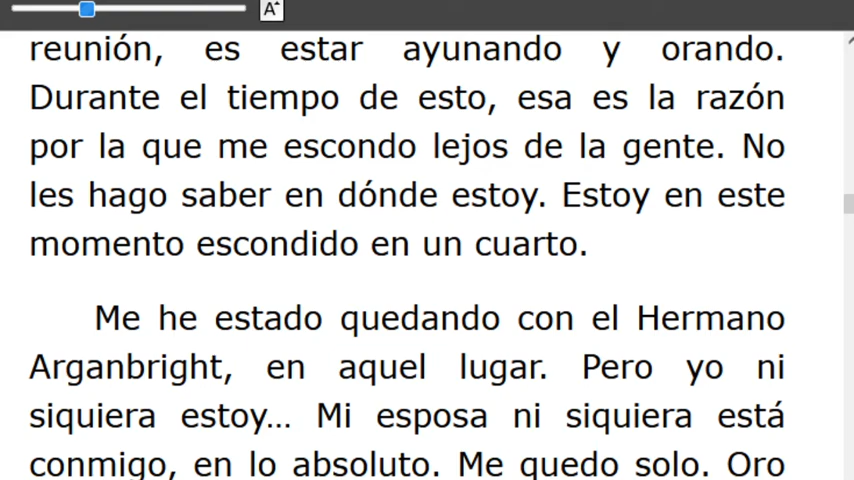 A
reunión, es estar ayunando y orando.
Durante el tiempo de esto, esa es la razón
por la que me escondo lejos de la gente. No
les hago saber en dónde estoy. Estoy en este
momento escondido en un cuarto.
Me he estado quedando con el Hermano
Arganbright, en aquel lugar. Pero yo ni
siquiera estoy… Mi esposa ni siquiera está
conmigo, en lo absoluto. Me quedo solo. Oro